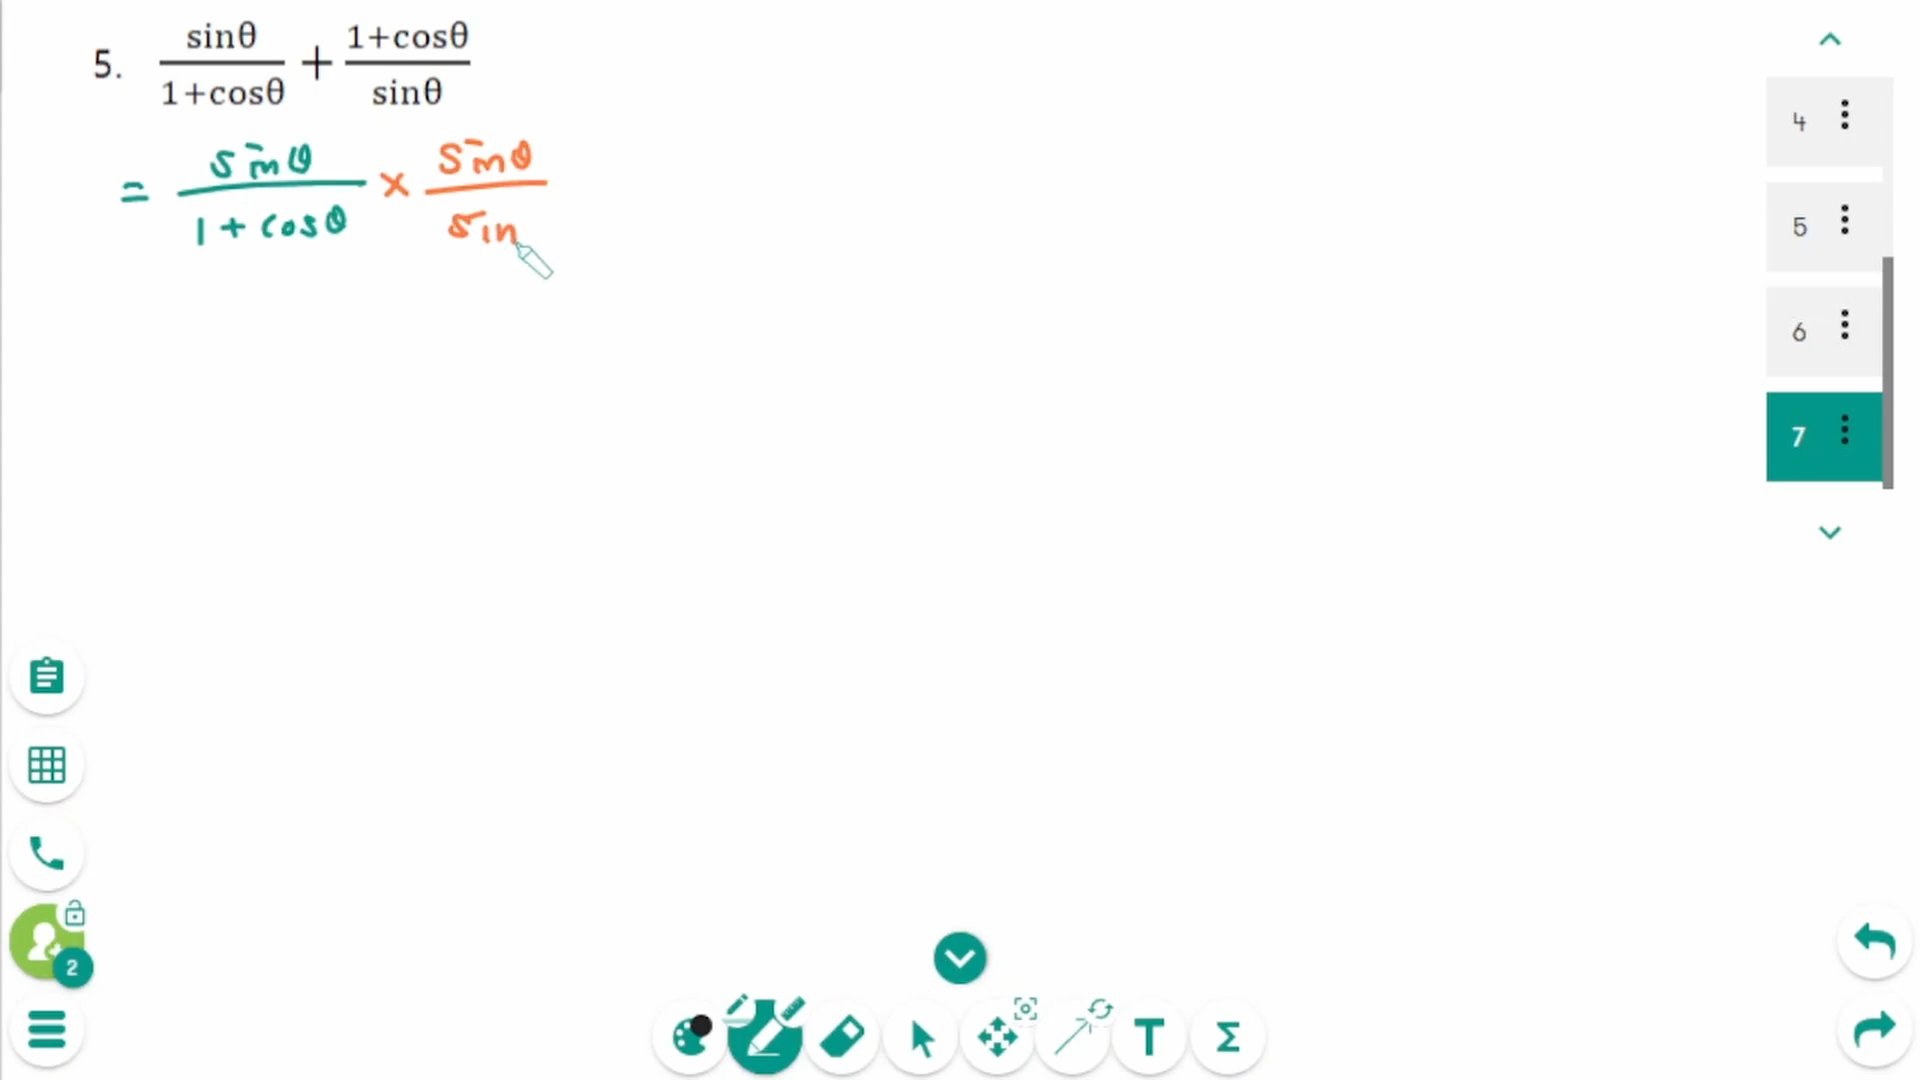 5. sinθ/1+cosθ + 1+cosθ/sinθ
= sinθ/1+cosθ × sinθ/sin
4
5
6
7
2
T
Σ